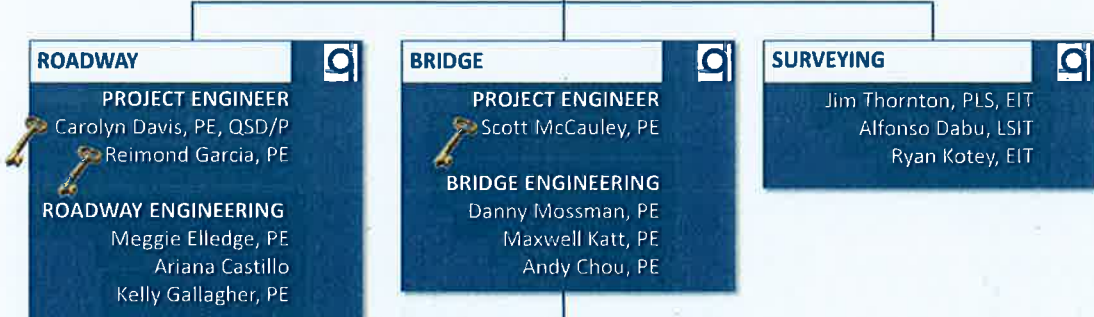 ROADWAY
PROJECT ENGINEER
Carolyn Davis, PE, QSD/P
Reimond Garcia, PE
ROADWAY ENGINEERING
Meggie Elledge, PE
Ariana Castillo
Kelly Gallagher, PE
BRIDGE
PROJECT ENGINEER
Scott McCauley, PE
BRIDGE ENGINEERING
Danny Mossman, PE
Maxwell Katt, PE
Andy Chou, PE
SURVEYING
Jim Thornton, PLS, EIT
Alfonso Dabu, LSIT
Ryan Kotey, EIT